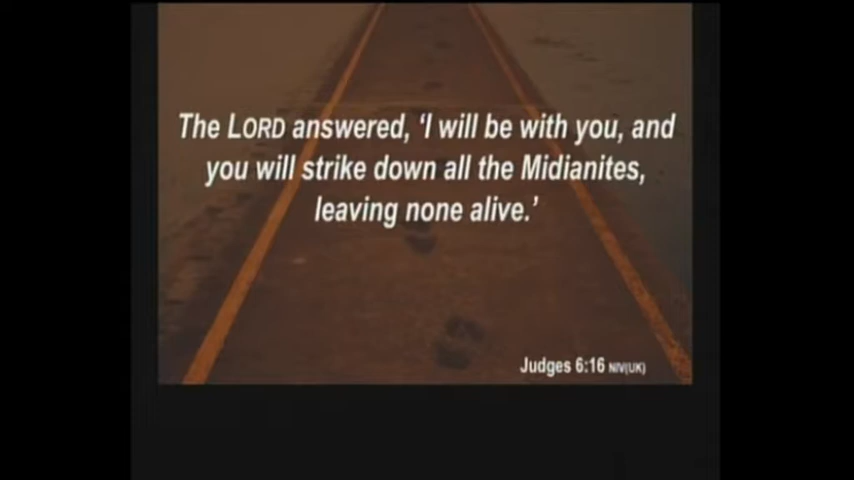 The LORD answered, ‘I will be with you, and
you will strike down all the Midianites,
leaving none alive.’
Judges 6:16 NIV(UK)